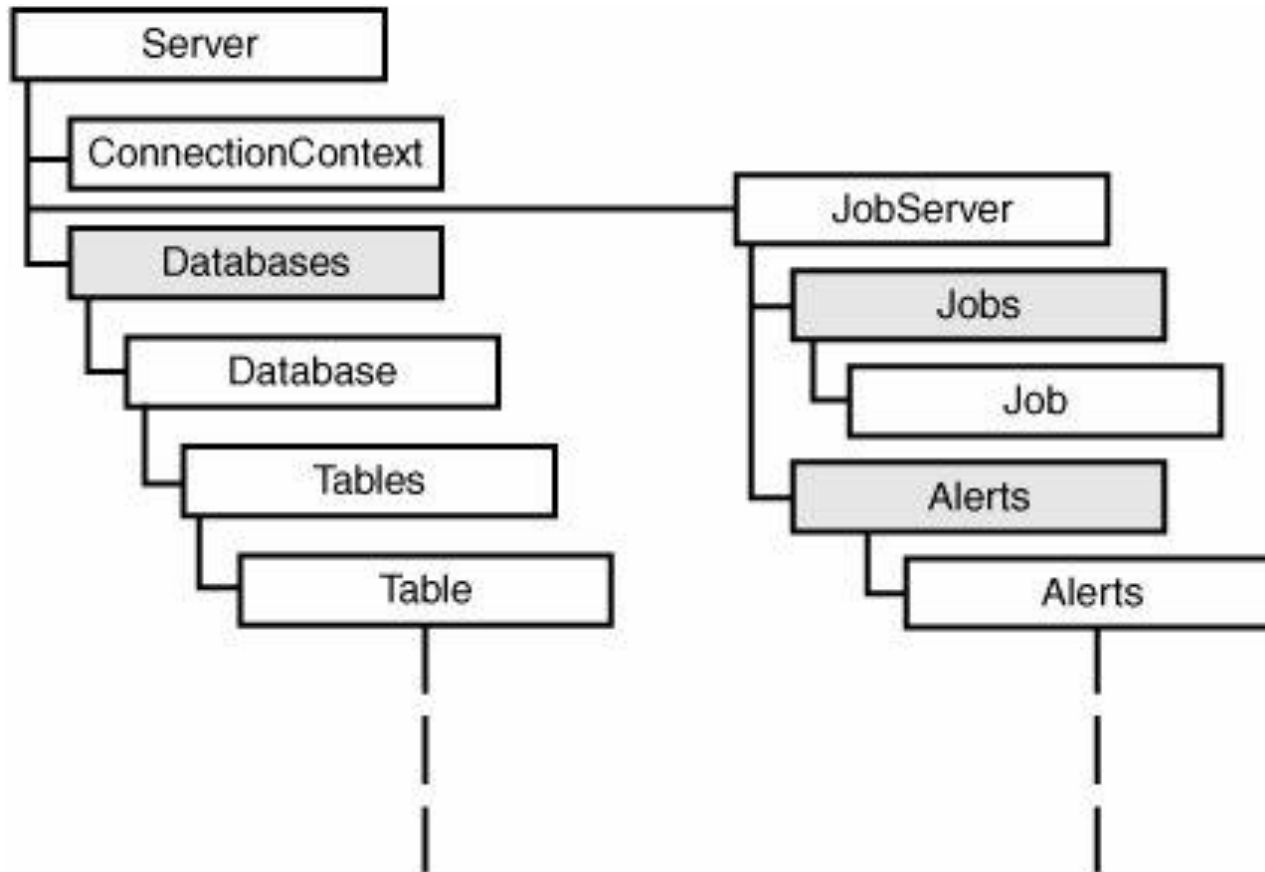 Server
ConnectionContext
Databases
Database
Tables
Table
JobServer
Jobs
Job
Alerts
Alerts